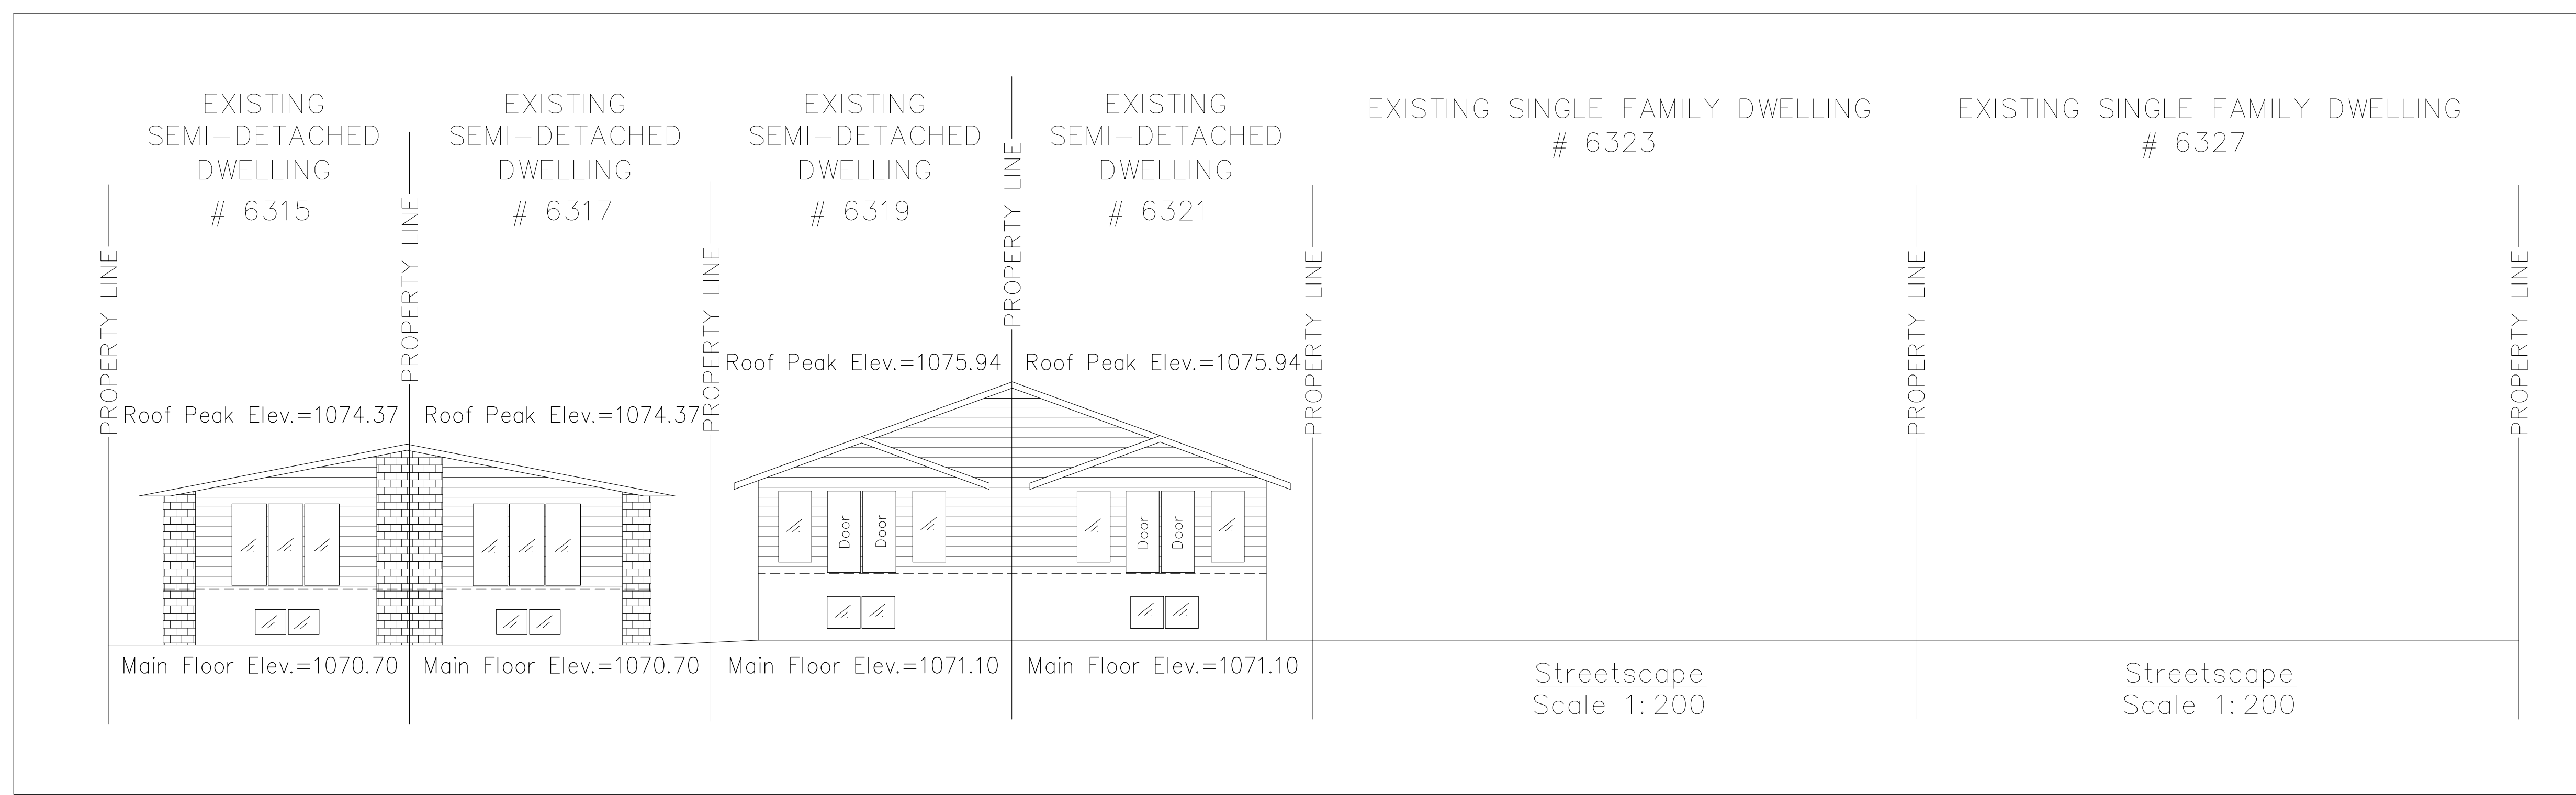 EXISTING
SEMI-DETACHED
DWELLING
# 6315
EXISTING
SEMI-DETACHED
DWELLING
# 6317
EXISTING
SEMI-DETACHED
DWELLING
# 6319
EXISTING
SEMI-DETACHED
DWELLING
# 6321
EXISTING SINGLE FAMILY DWELLING
# 6323
EXISTING SINGLE FAMILY DWELLING
# 6327
PROPERTY LINE
PROPERTY LINE
PROPERTY LINE
PROPERTY LINE
PROPERTY LINE
PROPERTY LINE
PROPERTY LINE
Roof Peak Elev.=1074.37
Roof Peak Elev.=1074.37
Roof Peak Elev.=1075.94
Roof Peak Elev.=1075.94
Door
Door
Door
Door
Main Floor Elev.=1070.70
Main Floor Elev.=1070.70
Main Floor Elev.=1071.10
Main Floor Elev.=1071.10
Streetscape
Scale 1:200
Streetscape
Scale 1:200